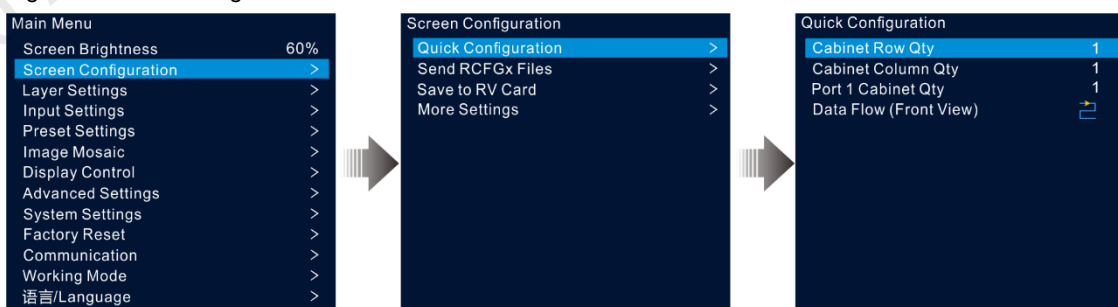 Main Menu
Screen Brightness 60%
Screen Configuration >
Layer Settings >
Input Settings >
Preset Settings >
Image Mosaic >
Display Control >
Advanced Settings >
System Settings >
Factory Reset >
Communication >
Working Mode >
语言/Language >
Screen Configuration
Quick Configuration >
Send RCFGx Files >
Save to RV Card >
More Settings >
Quick Configuration
Cabinet Row Qty 1
Cabinet Column Qty 1
Port 1 Cabinet Qty 1
Data Flow (Front View)